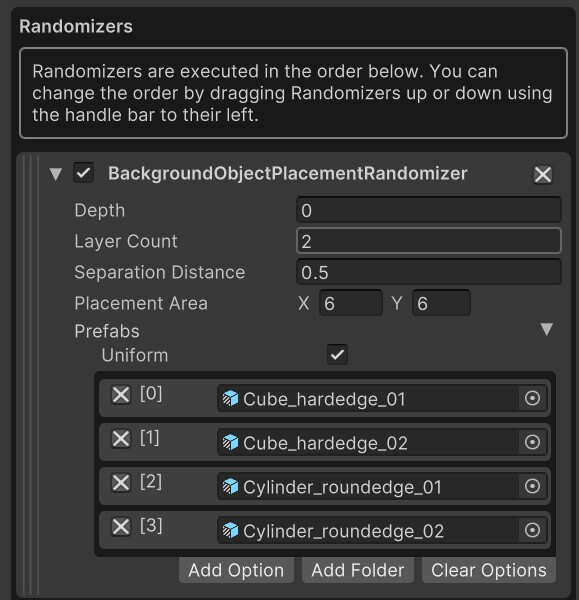 Randomizers
Randomizers are executed in the order below. You can
change the order by dragging Randomizers up or down using
the handle bar to their left.
BackgroundObjectPlacementRandomizer
Depth 0
Layer Count 2
Separation Distance 0.5
Placement Area X 6 Y 6
Prefabs
Uniform
[0] Cube_hardedge_01
[1] Cube_hardedge_02
[2] Cylinder_roundedge_01
[3] Cylinder_roundedge_02
Add Option Add Folder Clear Options